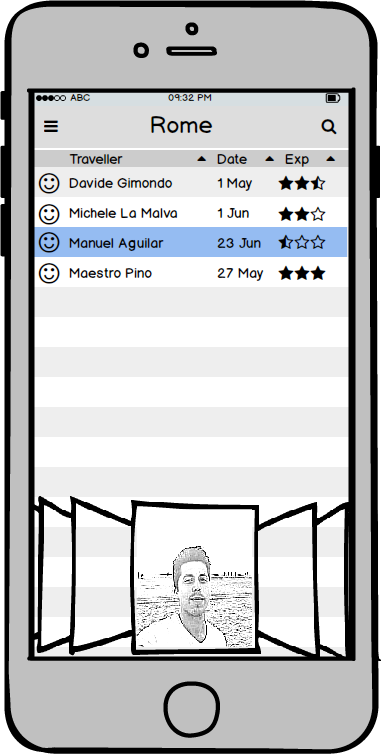 ABC 09:32 PM
Rome
Traveller Date Exp
Davide Gimondo 1 May
Michele La Malva 1 Jun
Manuel Aguilar 23 Jun
Maestro Pino 27 May